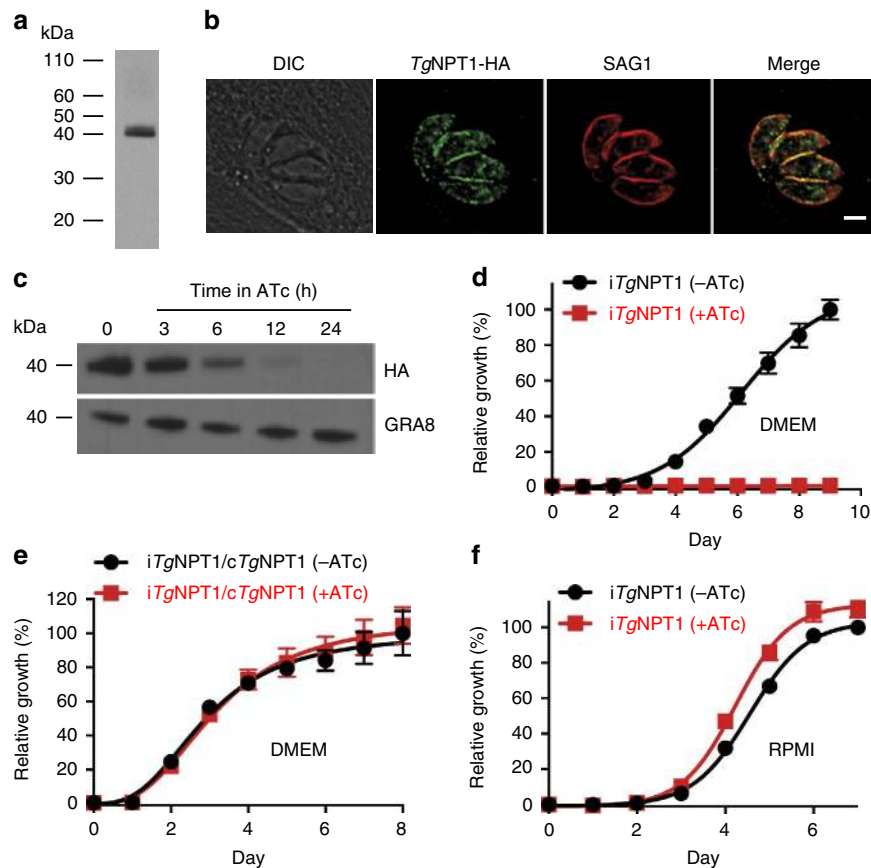 a
kDa
110
60
50
40
30
20
b
DIC
TgNPT1-HA
SAG1
Merge
c
Time in ATc (h)
kDa
0 3 6 12 24
40
HA
40
GRA8
d
iTgNPT1 (–ATc)
iTgNPT1 (+ATc)
Relative growth (%)
100
80
60
40
20
0
DMEM
0 2 4 6 8 10
Day
e
iTgNPT1/cTgNPT1 (–ATc)
iTgNPT1/cTgNPT1 (+ATc)
Relative growth (%)
120
100
80
60
40
20
0
DMEM
0 2 4 6 8
Day
f
iTgNPT1 (–ATc)
iTgNPT1 (+ATc)
Relative growth (%)
100
80
60
40
20
0
RPMI
0 2 4 6
Day